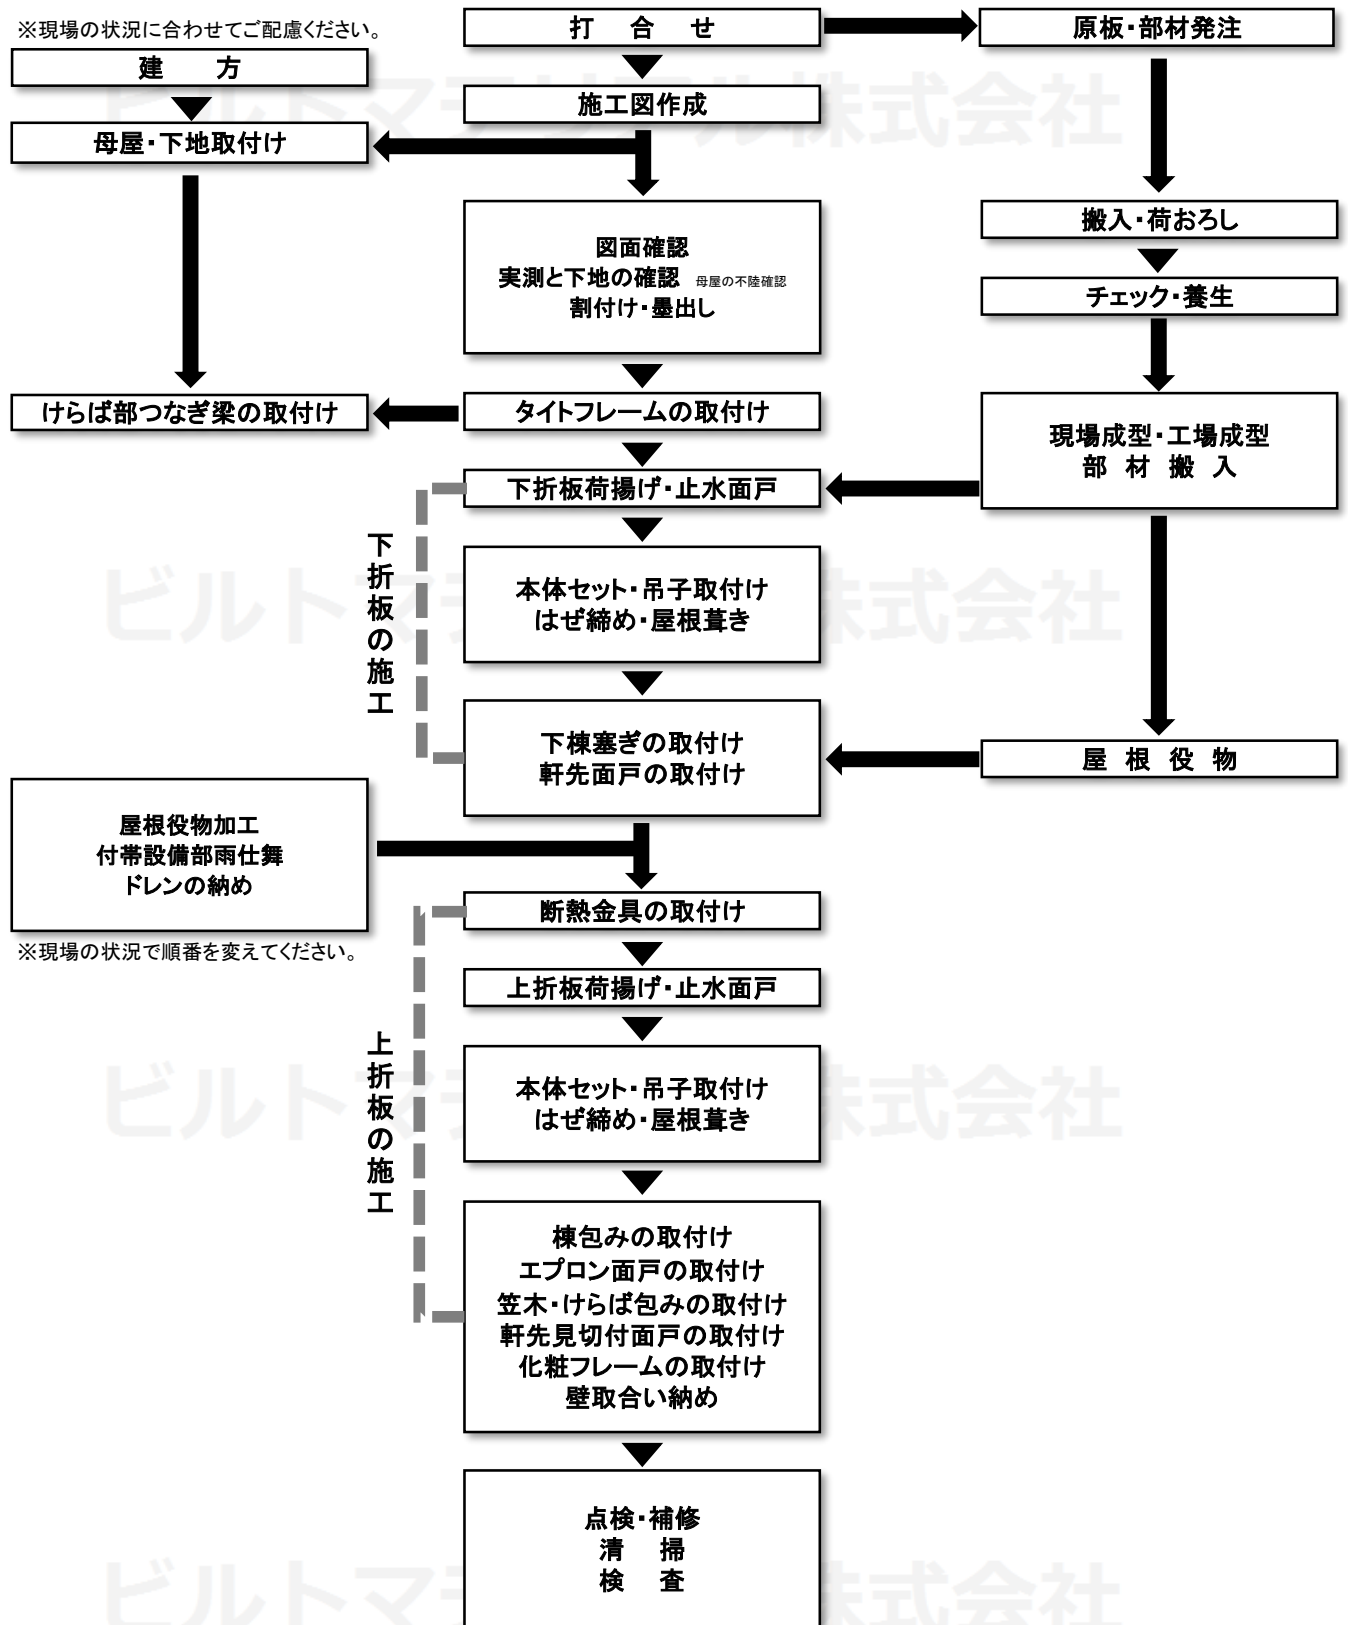 ※現場の状況に合わせてご配慮ください。
建　方
母屋・下地取付け
けらば部つなぎ梁の取付け
打　合　せ
施工図作成
図面確認
実測と下地の確認　母屋の不陸確認
割付け・墨出し
タイトフレームの取付け
下折板荷揚げ・止水面戸
本体セット・吊子取付け
はぜ締め・屋根葺き
下棟塞ぎの取付け
軒先面戸の取付け
下折板の施工
原板・部材発注
搬入・荷おろし
チェック・養生
現場成型・工場成型
部 材 搬 入
屋 根 役 物
屋根役物加工
付帯設備部雨仕舞
ドレンの納め
※現場の状況で順番を変えてください。
断熱金具の取付け
上折板荷揚げ・止水面戸
本体セット・吊子取付け
はぜ締め・屋根葺き
棟包みの取付け
エプロン面戸の取付け
笠木・けらば包みの取付け
軒先見切付面戸の取付け
化粧フレームの取付け
壁取合い納め
上折板の施工
点検・補修
清　掃
検　査
ビルトマテリアル株式会社